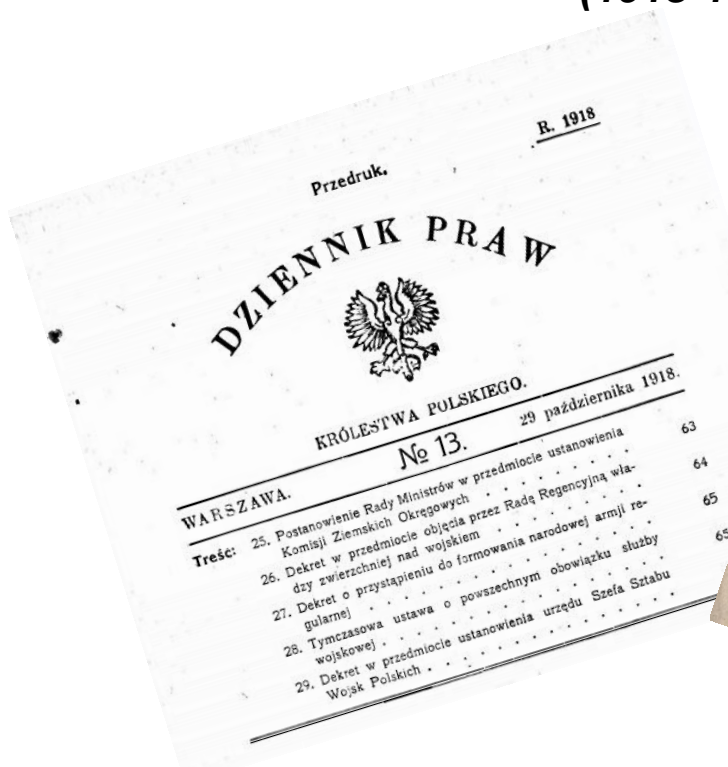 R. 1918
Przedruk.
DZIENNIK PRAW
KRÓLESTWA POLSKIEGO.
WARSZAWA.
№ 13.
29 października 1918.
Treść:
25. Postanowienie Rady Ministrów w przedmiocie ustanowienia
Komisji Ziemskich Okręgowych . . . . . . . . . 63
26. Dekret w przedmiocie objęcia przez Radę Regencyjną wła-
dzy zwierzchniej nad wojskiem . . . . . . . . . 64
27. Dekret o przystąpieniu do formowania narodowej armji re-
gularnej . . . . . . . . . . . . . . . 65
28. Tymczasowa ustawa o powszechnym obowiązku służby
wojskowej . . . . . . . . . . . . . . . 65
29. Dekret w przedmiocie ustanowienia urzędu Szefa Sztabu
Wojsk Polskich . . . . . . . . . . . . .